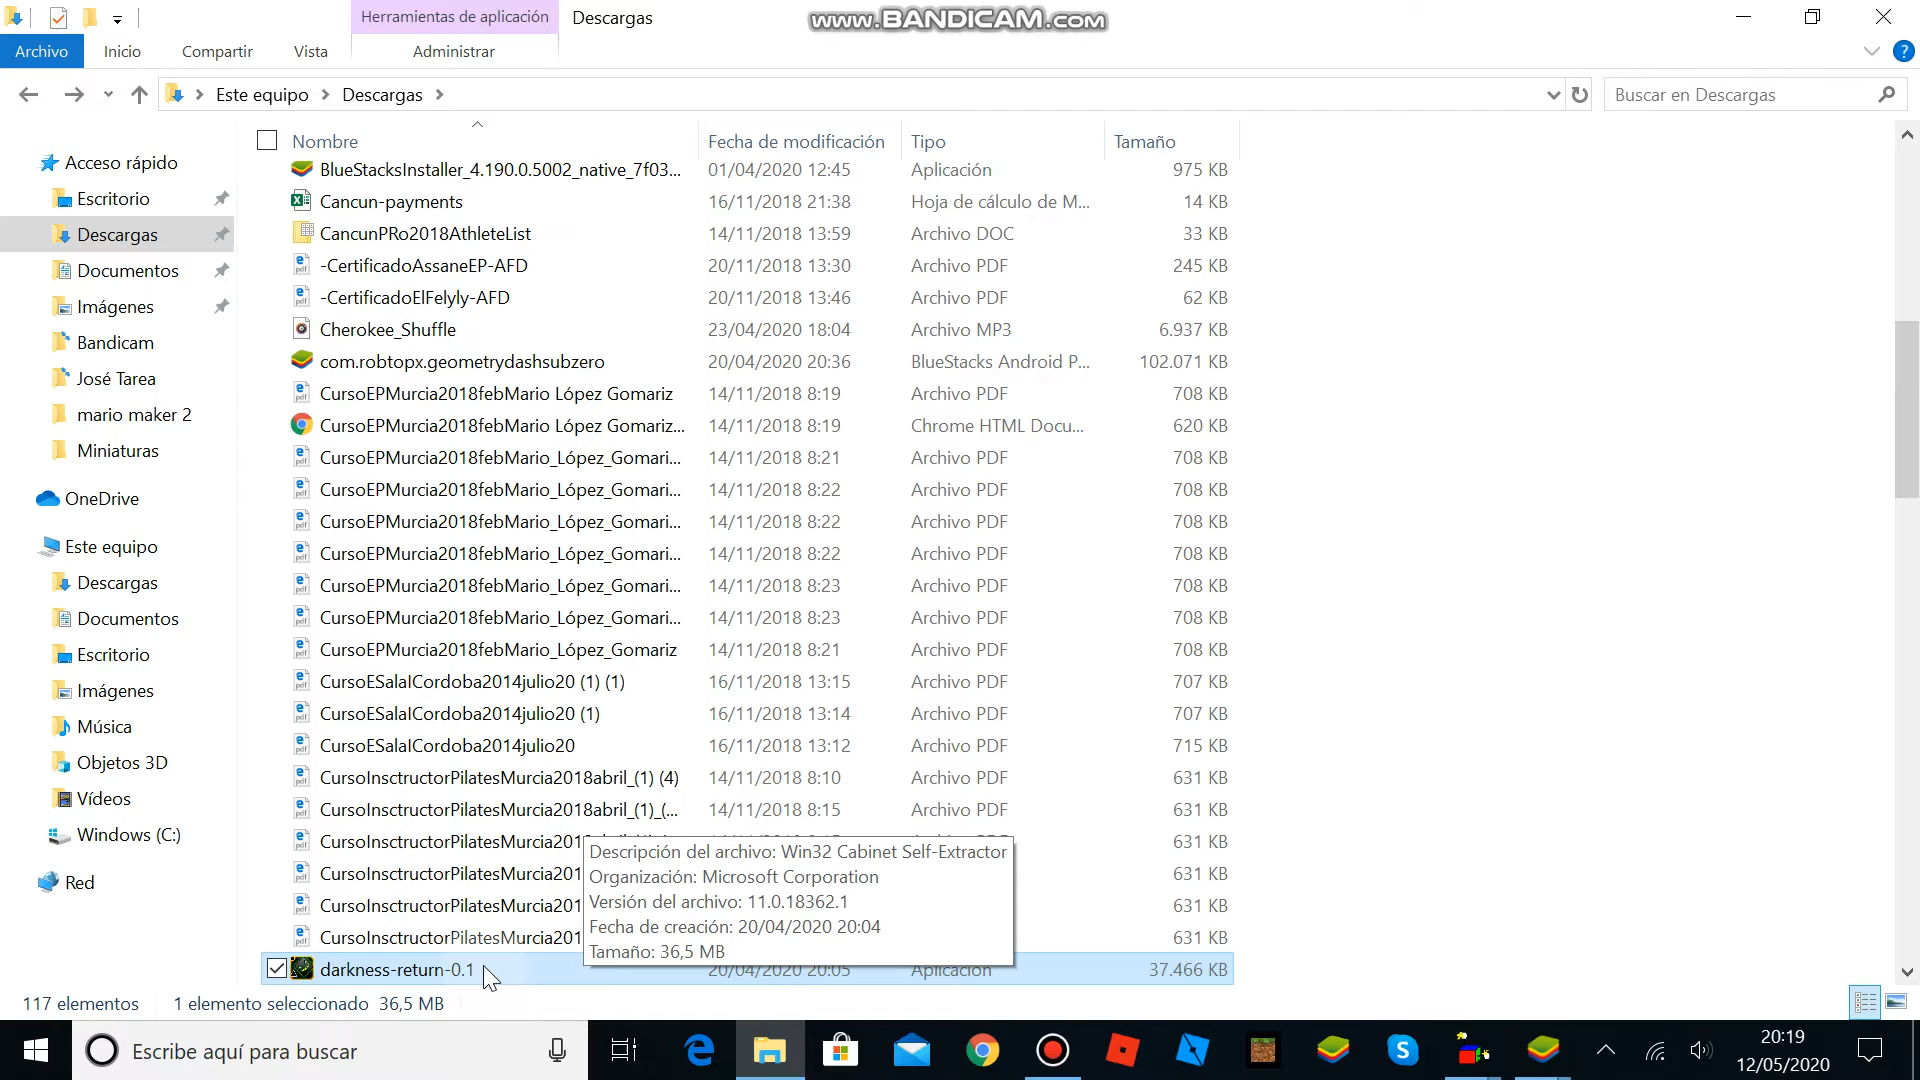 Herramientas de aplicación
Descargas
www.BANDICAM.com
Archivo
Inicio
Compartir
Vista
Administrar
Este equipo
Descargas
Buscar en Descargas
Nombre
Fecha de modificación
Tipo
Tamaño
Acceso rápido
Escritorio
Descargas
Documentos
Imágenes
Bandicam
José Tarea
mario maker 2
Miniaturas
OneDrive
Este equipo
Descargas
Documentos
Escritorio
Imágenes
Música
Objetos 3D
Vídeos
Windows (C:)
Red
BlueStacksInstaller_4.190.0.5002_native_7f03... 01/04/2020 12:45 Aplicación 975 KB
Cancun-payments 16/11/2018 21:38 Hoja de cálculo de M... 14 KB
CancunPRo2018AthleteList 14/11/2018 13:59 Archivo DOC 33 KB
-CertificadoAssaneEP-AFD 20/11/2018 13:30 Archivo PDF 245 KB
-CertificadoElFelyly-AFD 20/11/2018 13:46 Archivo PDF 62 KB
Cherokee_Shuffle 23/04/2020 18:04 Archivo MP3 6.937 KB
com.robtopx.geometrydashsubzero 20/04/2020 20:36 BlueStacks Android P... 102.071 KB
CursoEPMurcia2018febMario López Gomariz 14/11/2018 8:19 Archivo PDF 708 KB
CursoEPMurcia2018febMario López Gomariz... 14/11/2018 8:19 Chrome HTML Docu... 620 KB
CursoEPMurcia2018febMario_López_Gomari... 14/11/2018 8:21 Archivo PDF 708 KB
CursoEPMurcia2018febMario_López_Gomari... 14/11/2018 8:22 Archivo PDF 708 KB
CursoEPMurcia2018febMario_López_Gomari... 14/11/2018 8:22 Archivo PDF 708 KB
CursoEPMurcia2018febMario_López_Gomari... 14/11/2018 8:22 Archivo PDF 708 KB
CursoEPMurcia2018febMario_López_Gomari... 14/11/2018 8:23 Archivo PDF 708 KB
CursoEPMurcia2018febMario_López_Gomari... 14/11/2018 8:23 Archivo PDF 708 KB
CursoEPMurcia2018febMario_López_Gomariz 14/11/2018 8:21 Archivo PDF 708 KB
CursoESalaICordoba2014julio20 (1) (1) 16/11/2018 13:15 Archivo PDF 707 KB
CursoESalaICordoba2014julio20 (1) 16/11/2018 13:14 Archivo PDF 707 KB
CursoESalaICordoba2014julio20 16/11/2018 13:12 Archivo PDF 715 KB
CursoInsctructorPilatesMurcia2018abril_(1) (4) 14/11/2018 8:10 Archivo PDF 631 KB
CursoInsctructorPilatesMurcia2018abril_(1)_(... 14/11/2018 8:15 Archivo PDF 631 KB
CursoInsctructorPilatesMurcia201 631 KB
CursoInsctructorPilatesMurcia201 631 KB
CursoInsctructorPilatesMurcia201 631 KB
CursoInsctructorPilatesMurcia201 631 KB
darkness-return-0.1 20/04/2020 20:05 Aplicación 37.466 KB
Descripción del archivo: Win32 Cabinet Self-Extractor
Organización: Microsoft Corporation
Versión del archivo: 11.0.18362.1
Fecha de creación: 20/04/2020 20:04
Tamaño: 36,5 MB
117 elementos
1 elemento seleccionado 36,5 MB
Escribe aquí para buscar
20:19
12/05/2020